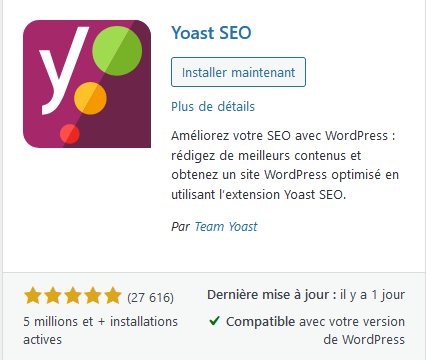 y
Yoast SEO
Installer maintenant
Plus de détails
Améliorez votre SEO avec WordPress :
rédigez de meilleurs contenus et
obtenez un site WordPress optimisé en
utilisant l'extension Yoast SEO.
Par Team Yoast
(27 616)
5 millions et + installations
actives
Dernière mise à jour : il y a 1 jour
Compatible avec votre version
de WordPress